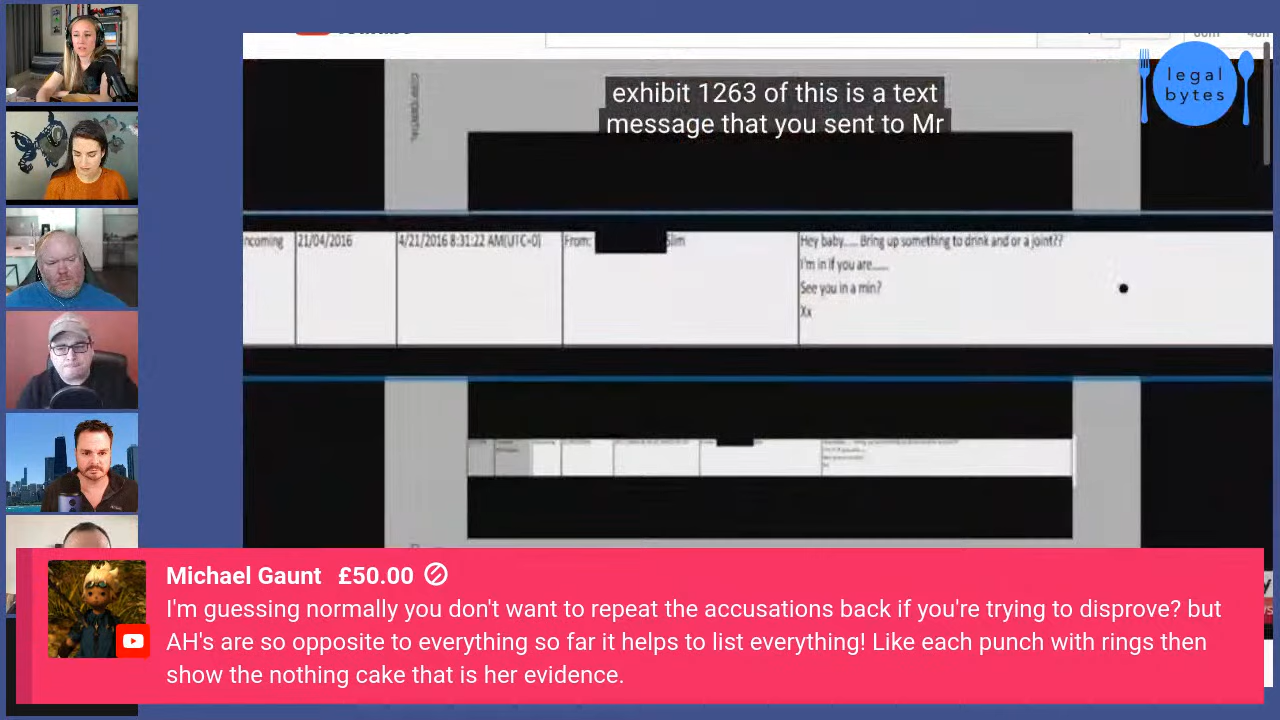 exhibit 1263 of this is a text
message that you sent to Mr
legal
bytes
ncoming
21/04/2016
4/21/2016 8:31:22 AM(UTC+0)
From:
Slim
Hey baby..... Bring up something to drink and or a joint??
I'm in if you are......
See you in a min?
Xx
Michael Gaunt £50.00
I'm guessing normally you don't want to repeat the accusations back if you're trying to disprove? but
AH's are so opposite to everything so far it helps to list everything! Like each punch with rings then
show the nothing cake that is her evidence.